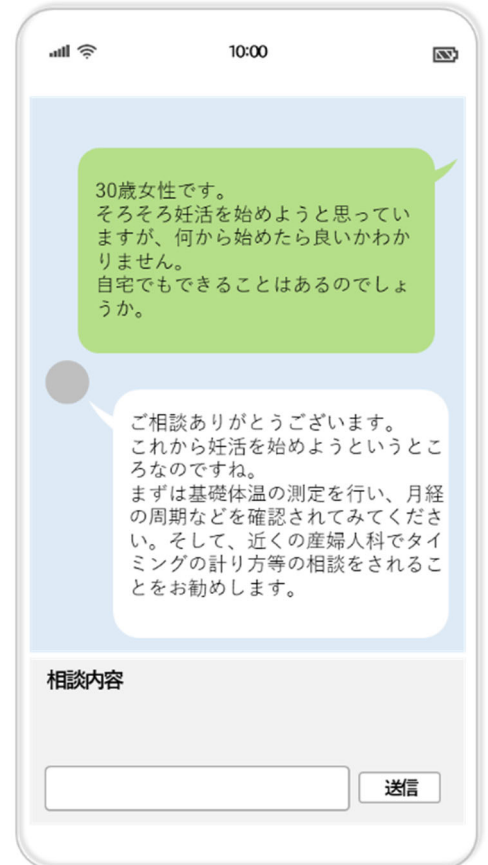 10:00
30歳女性です。
そろそろ妊活を始めようと思ってい
ますが、何から始めたら良いかわか
りません。
自宅でもできることはあるのでしょ
うか。
ご相談ありがとうございます。
これから妊活を始めようというとこ
ろなのですね。
まずは基礎体温の測定を行い、月経
の周期などを確認されてみてくださ
い。そして、近くの産婦人科でタイ
ミングの計り方等の相談をされるこ
とをお勧めします。
相談内容
送信